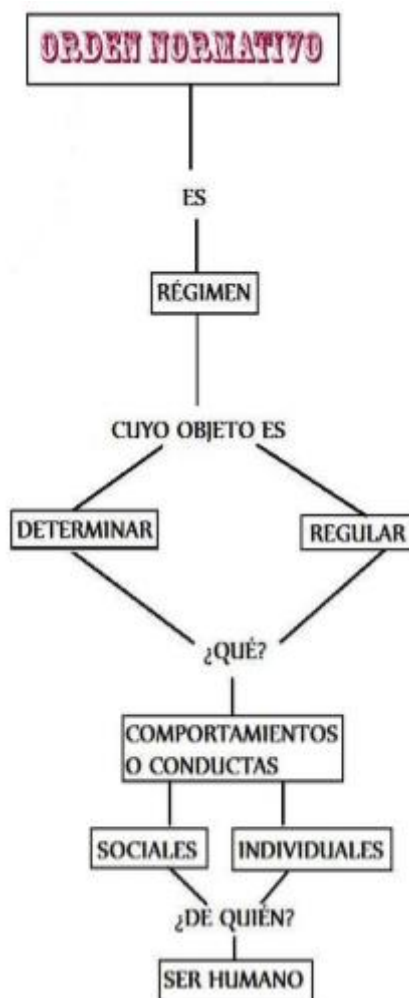 ORDEN NORMATIVO
ES
RÉGIMEN
CUYO OBJETO ES
DETERMINAR
REGULAR
¿QUÉ?
COMPORTAMIENTOS
O CONDUCTAS
SOCIALES
INDIVIDUALES
¿DE QUIÉN?
SER HUMANO